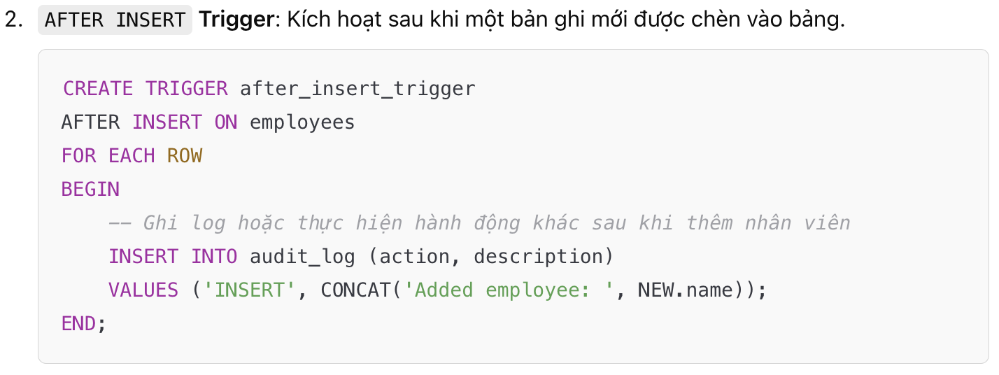 2. AFTER INSERT Trigger: Kích hoạt sau khi một bản ghi mới được chèn vào bảng.
CREATE TRIGGER after_insert_trigger
AFTER INSERT ON employees
FOR EACH ROW
BEGIN
    -- Ghi log hoặc thực hiện hành động khác sau khi thêm nhân viên
    INSERT INTO audit_log (action, description)
    VALUES ('INSERT', CONCAT('Added employee: ', NEW.name));
END;